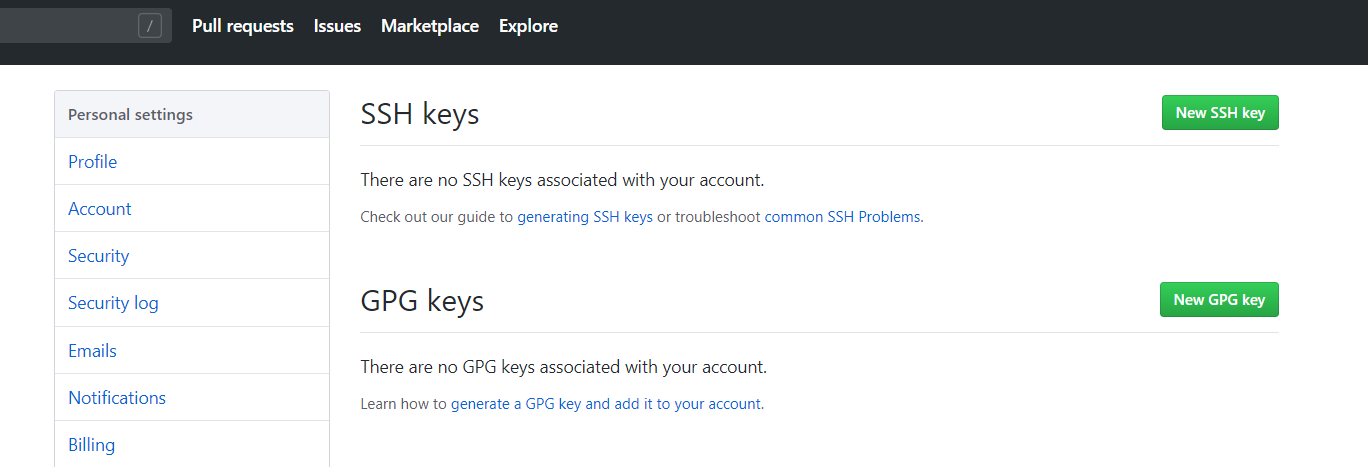 / Pull requests Issues Marketplace Explore
Personal settings
Profile
Account
Security
Security log
Emails
Notifications
Billing
SSH keys
New SSH key
There are no SSH keys associated with your account.
Check out our guide to generating SSH keys or troubleshoot common SSH Problems.
GPG keys
New GPG key
There are no GPG keys associated with your account.
Learn how to generate a GPG key and add it to your account.